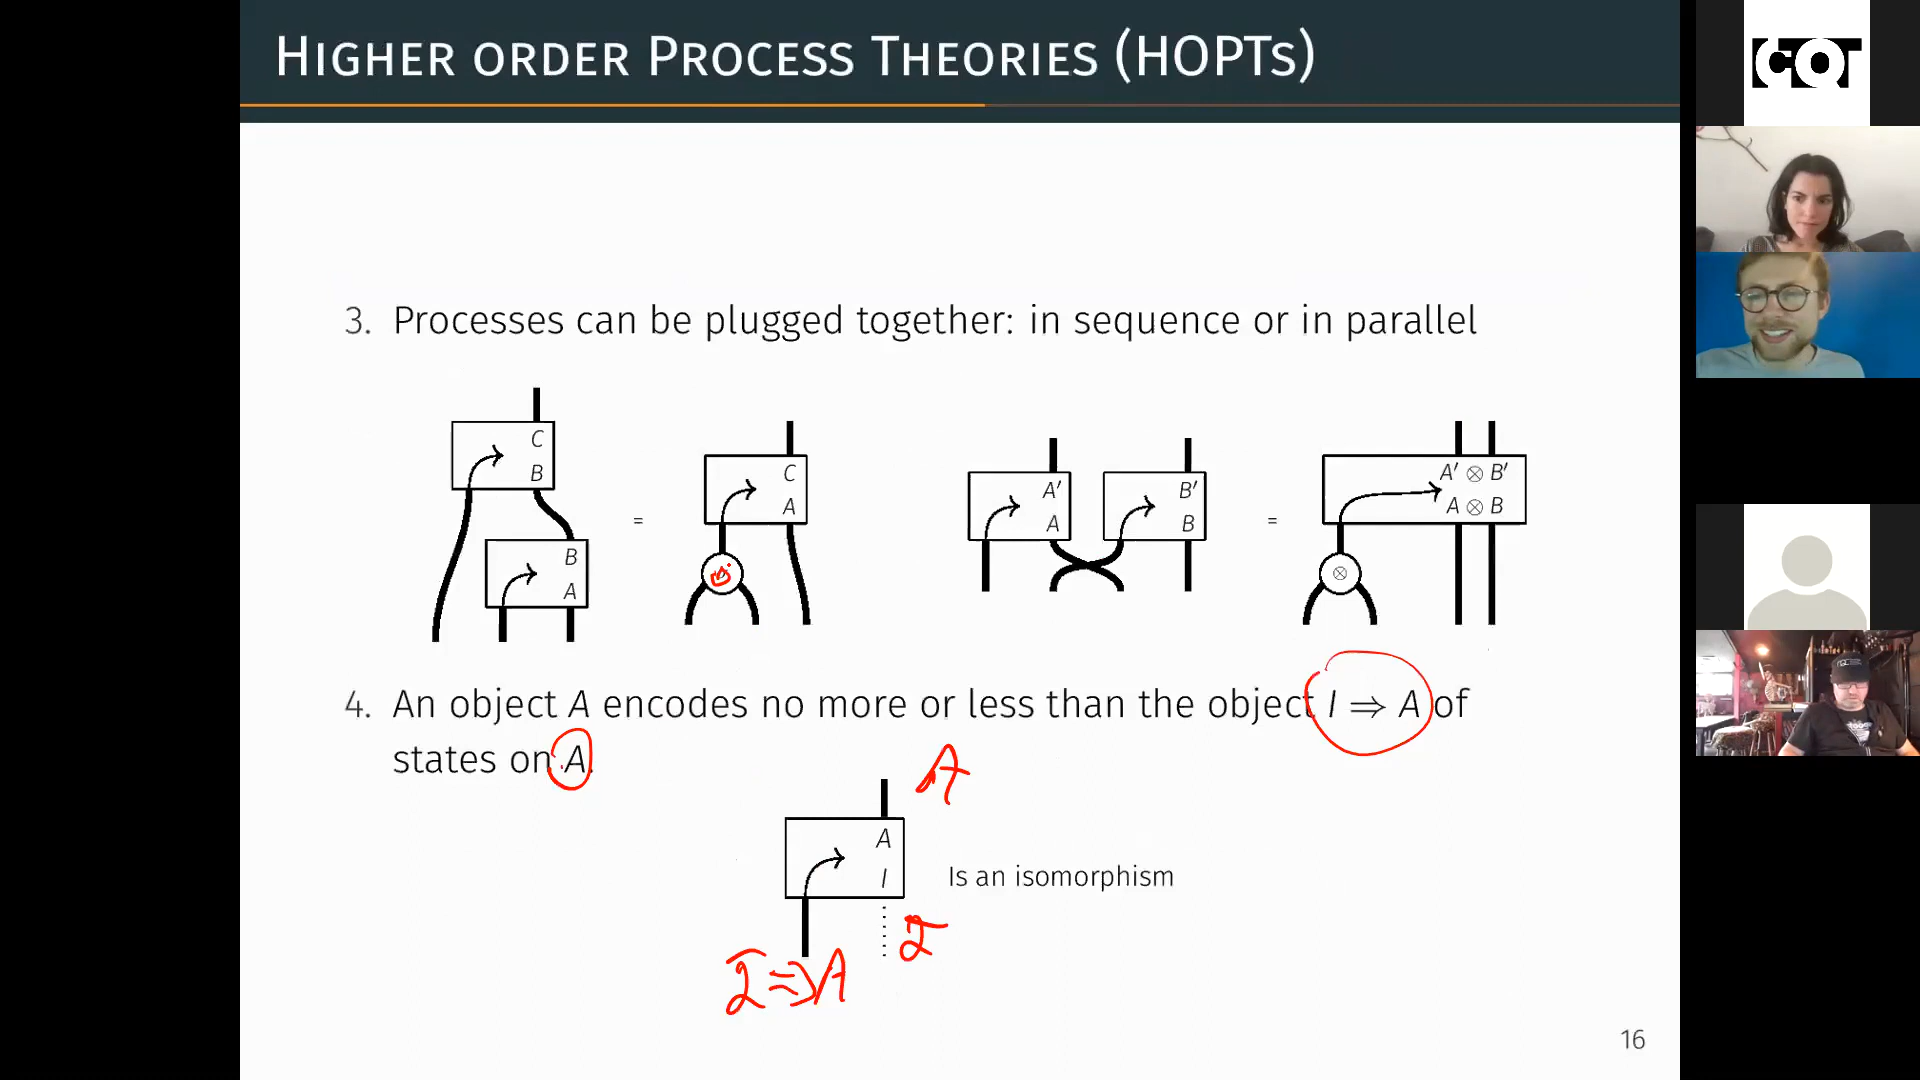 HIGHER ORDER PROCESS THEORIES (HOPTS)
CQT
3. Processes can be plugged together: in sequence or in parallel
C
B
B
A
=
C
A
A′
A
B′
B
=
A′ ⊗ B′
A ⊗ B
⊗
4. An object A encodes no more or less than the object I ⇒ A of
states on A.
A
A
I
Is an isomorphism
I
I ⇒ A
16